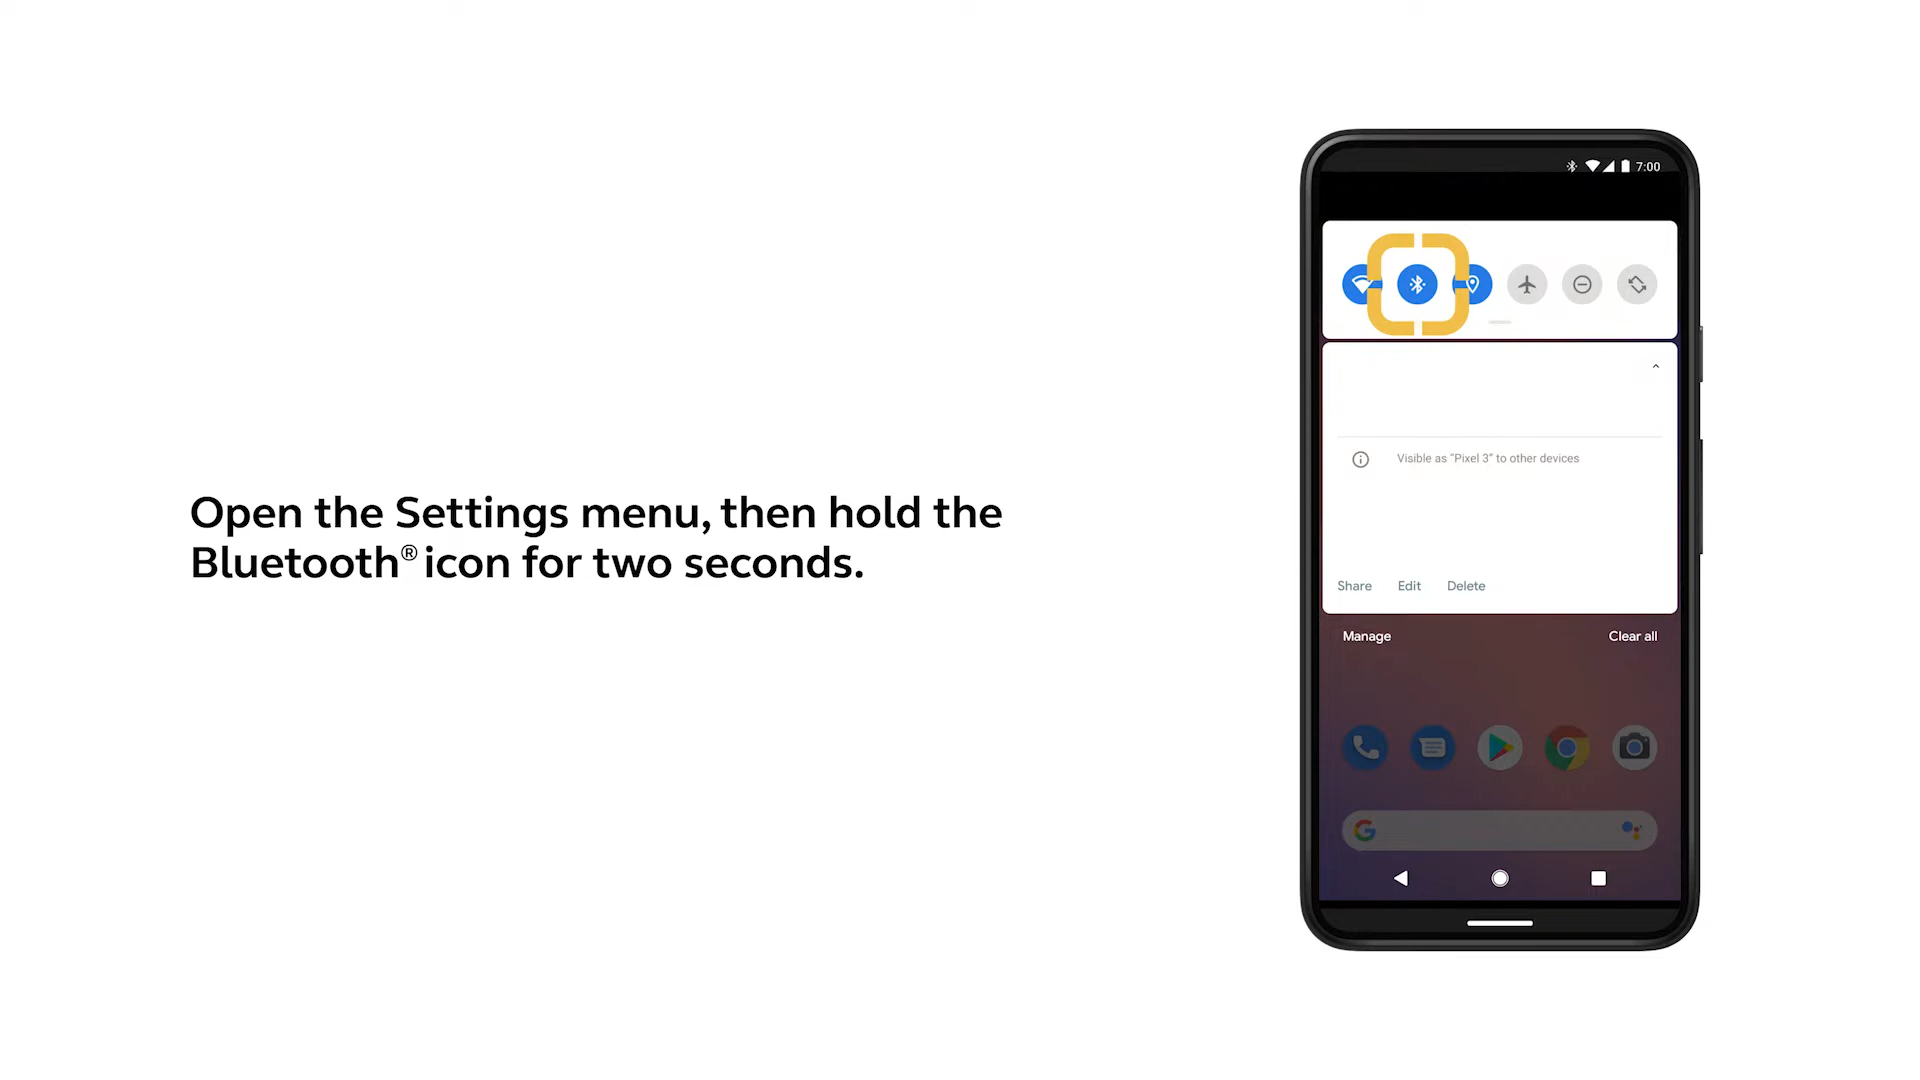 Open the Settings menu, then hold the
Bluetooth® icon for two seconds.
7:00
Visible as “Pixel 3” to other devices
Share Edit Delete
Manage Clear all
G